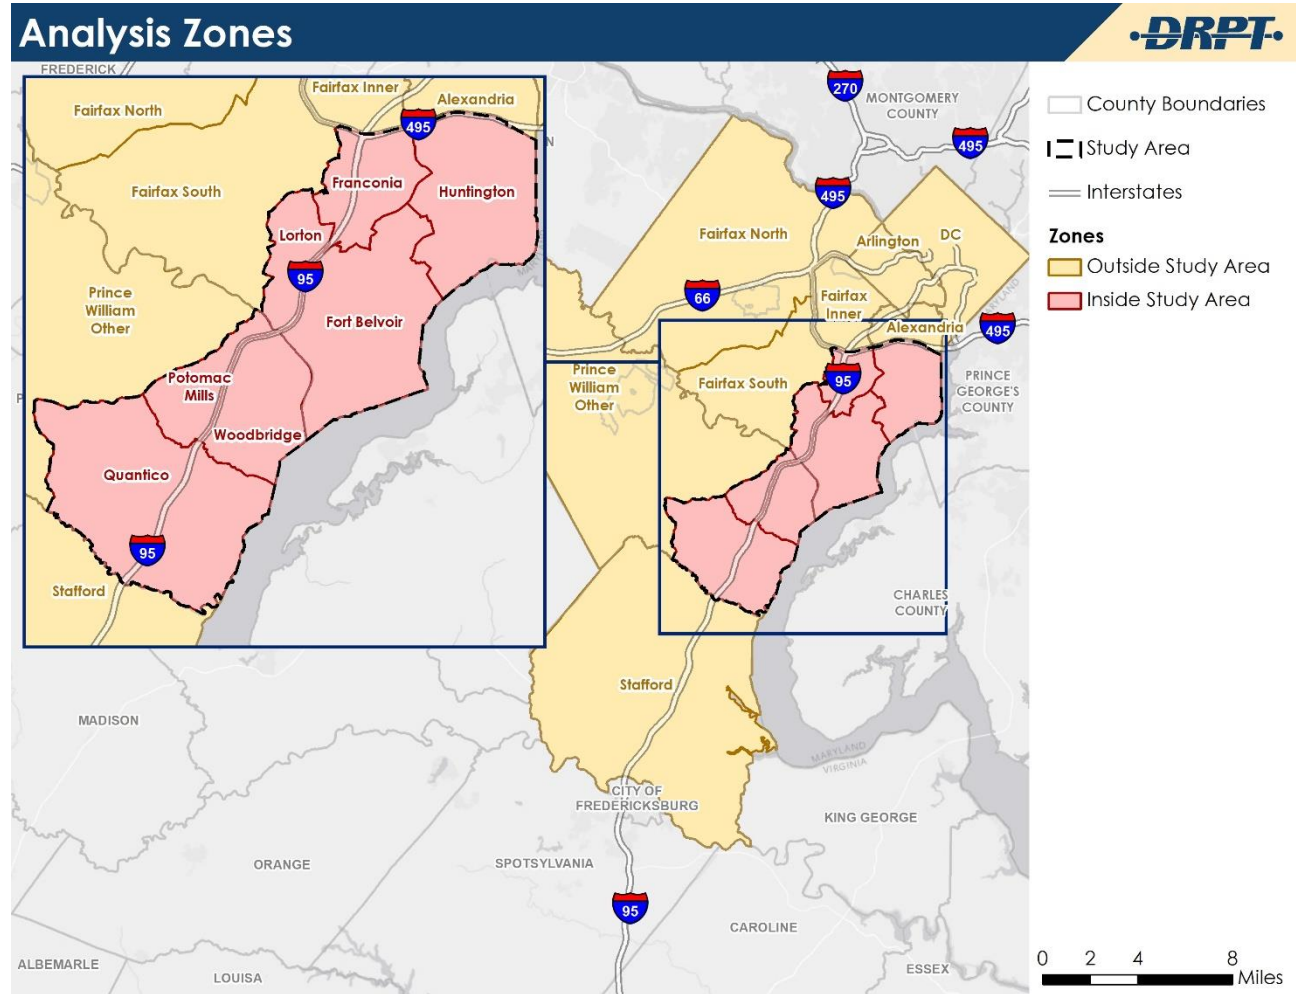 Analysis Zones
DRPT
FREDERICK
Fairfax North
Fairfax Inner
Alexandria
495
Fairfax South
Franconia
Huntington
Lorton
95
Prince
William
Other
Fort Belvoir
Potomac
Mills
Woodbridge
Quantico
95
Stafford
270
MONTGOMERY
COUNTY
495
495
Fairfax North
Arlington
DC
66
Fairfax
Inner
Alexandria
MARYLAND
495
Prince
William
Other
Fairfax South
95
PRINCE
GEORGE'S
COUNTY
CHARLES
COUNTY
Stafford
MADISON
MARYLAND
VIRGINIA
CITY OF
FREDERICKSBURG
KING GEORGE
ORANGE
SPOTSYLVANIA
95
CAROLINE
ALBEMARLE
LOUISA
ESSEX
County Boundaries
Study Area
Interstates
Zones
Outside Study Area
Inside Study Area
0 2 4 8
Miles